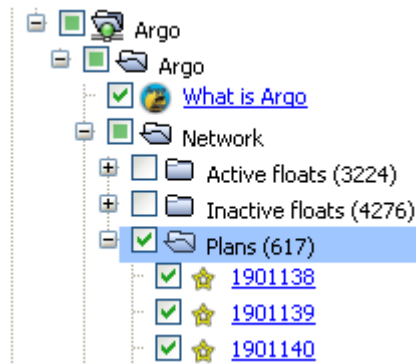 Argo
Argo
What is Argo
Network
Active floats (3224)
Inactive floats (4276)
Plans (617)
1901138
1901139
1901140